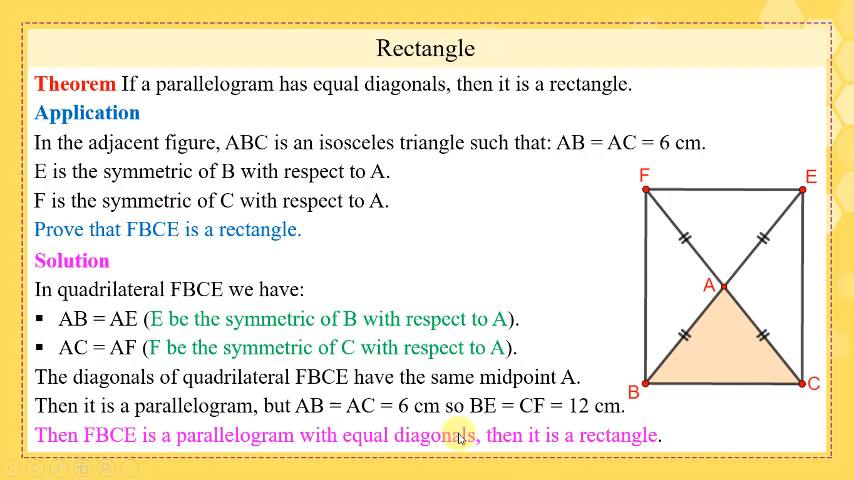 Rectangle
Theorem If a parallelogram has equal diagonals, then it is a rectangle.
Application
In the adjacent figure, ABC is an isosceles triangle such that: AB = AC = 6 cm.
E is the symmetric of B with respect to A.
F is the symmetric of C with respect to A.
Prove that FBCE is a rectangle.
Solution
In quadrilateral FBCE we have:
▪ AB = AE (E be the symmetric of B with respect to A).
▪ AC = AF (F be the symmetric of C with respect to A).
The diagonals of quadrilateral FBCE have the same midpoint A.
Then it is a parallelogram, but AB = AC = 6 cm so BE = CF = 12 cm.
Then FBCE is a parallelogram with equal diagonals, then it is a rectangle.
F
E
A
B
C